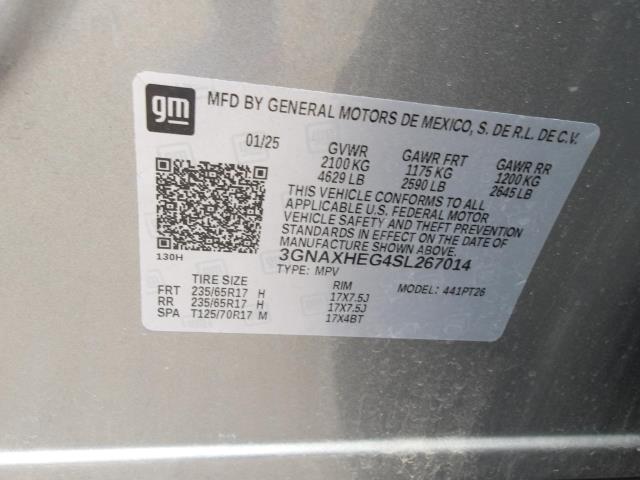 gm
MFD BY GENERAL MOTORS DE MEXICO, S. DE R.L. DE C.V.
01/25 GVWR GAWR FRT GAWR RR
2100 KG 1175 KG 1200 KG
4629 LB 2590 LB 2645 LB
THIS VEHICLE CONFORMS TO ALL
APPLICABLE U.S. FEDERAL MOTOR
VEHICLE SAFETY AND THEFT PREVENTION
STANDARDS IN EFFECT ON THE DATE OF
MANUFACTURE SHOWN ABOVE.
130H
3GNAXHEG4SL267014
TYPE: MPV MODEL: 441PT26
TIRE SIZE RIM
FRT 235/65R17 H 17X7.5J
RR 235/65R17 H 17X7.5J
SPA T125/70R17 M 17X4BT